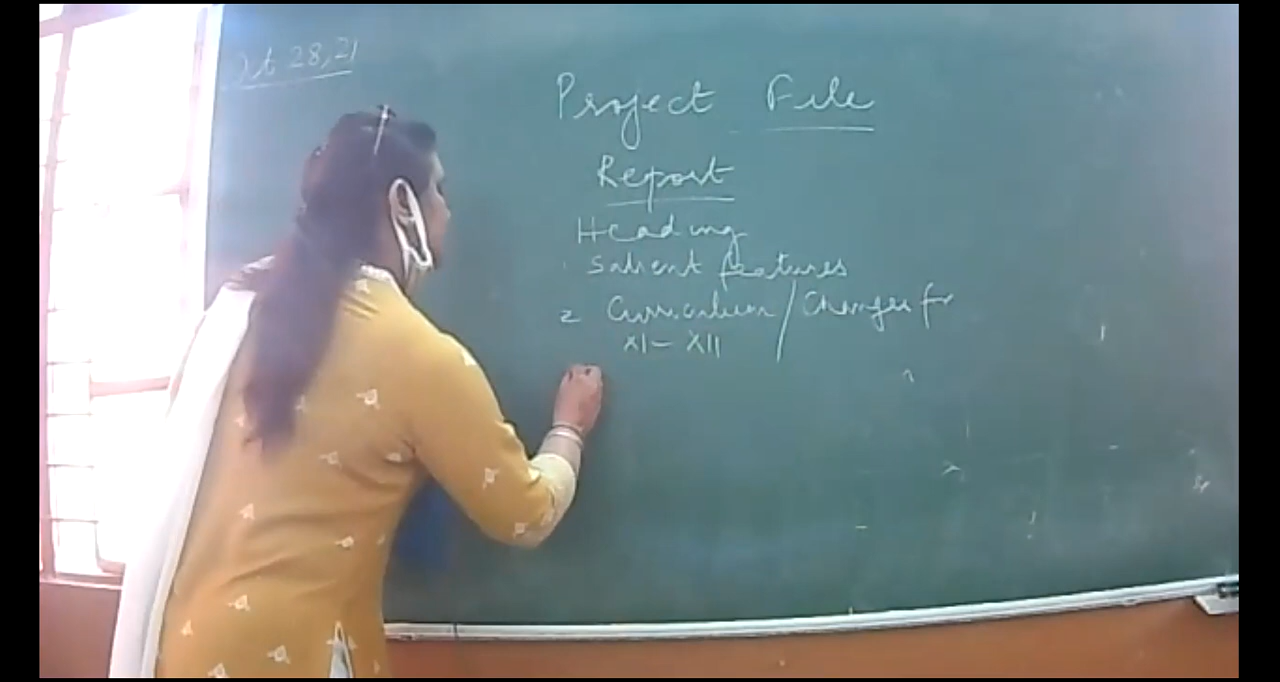 Oct 28, 21
Project File
Report
Heading
Salient features
2 Curriculum / Changes for
XI - XII